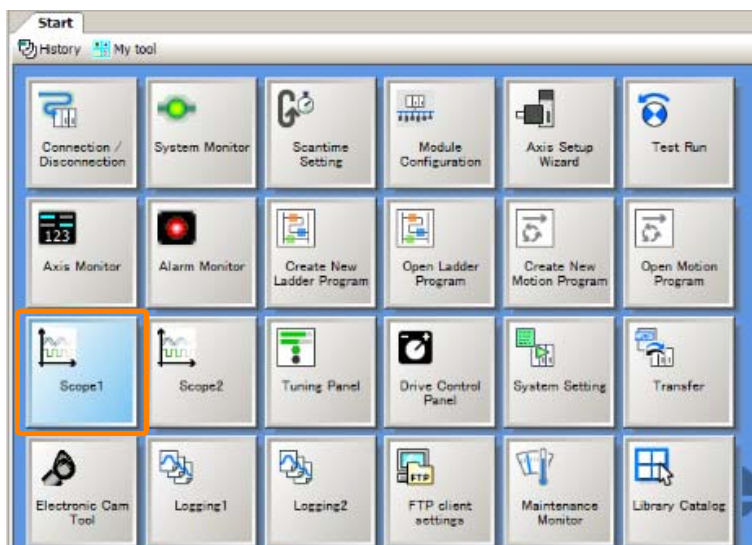 Start
History My tool
Connection / Disconnection
System Monitor
Scantime Setting
Module Configuration
Axis Setup Wizard
Test Run
123
Axis Monitor
Alarm Monitor
Create New Ladder Program
Open Ladder Program
Create New Motion Program
Open Motion Program
Scope1
Scope2
Tuning Panel
Drive Control Panel
System Setting
Transfer
Electronic Cam Tool
Logging1
Logging2
FTP
FTP client settings
Maintenance Monitor
Library Catalog